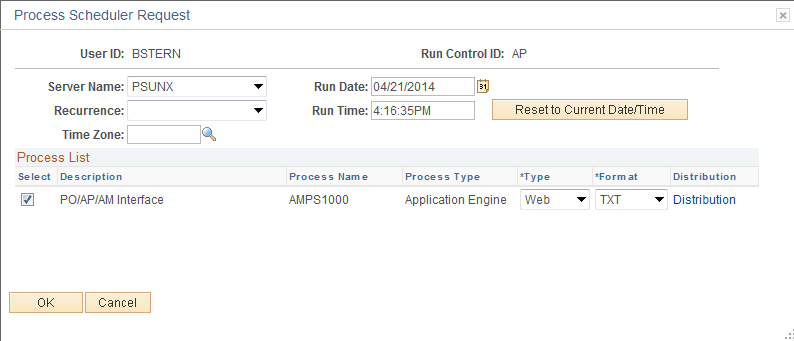 Process Scheduler Request
User ID: BSTERN Run Control ID: AP
Server Name: PSUNX Run Date: 04/21/2014 31
Recurrence: Run Time: 4:16:35PM Reset to Current Date/Time
Time Zone:
Process List
Select Description Process Name Process Type *Type *Format Distribution
PO/AP/AM Interface AMPS1000 Application Engine Web TXT Distribution
OK Cancel